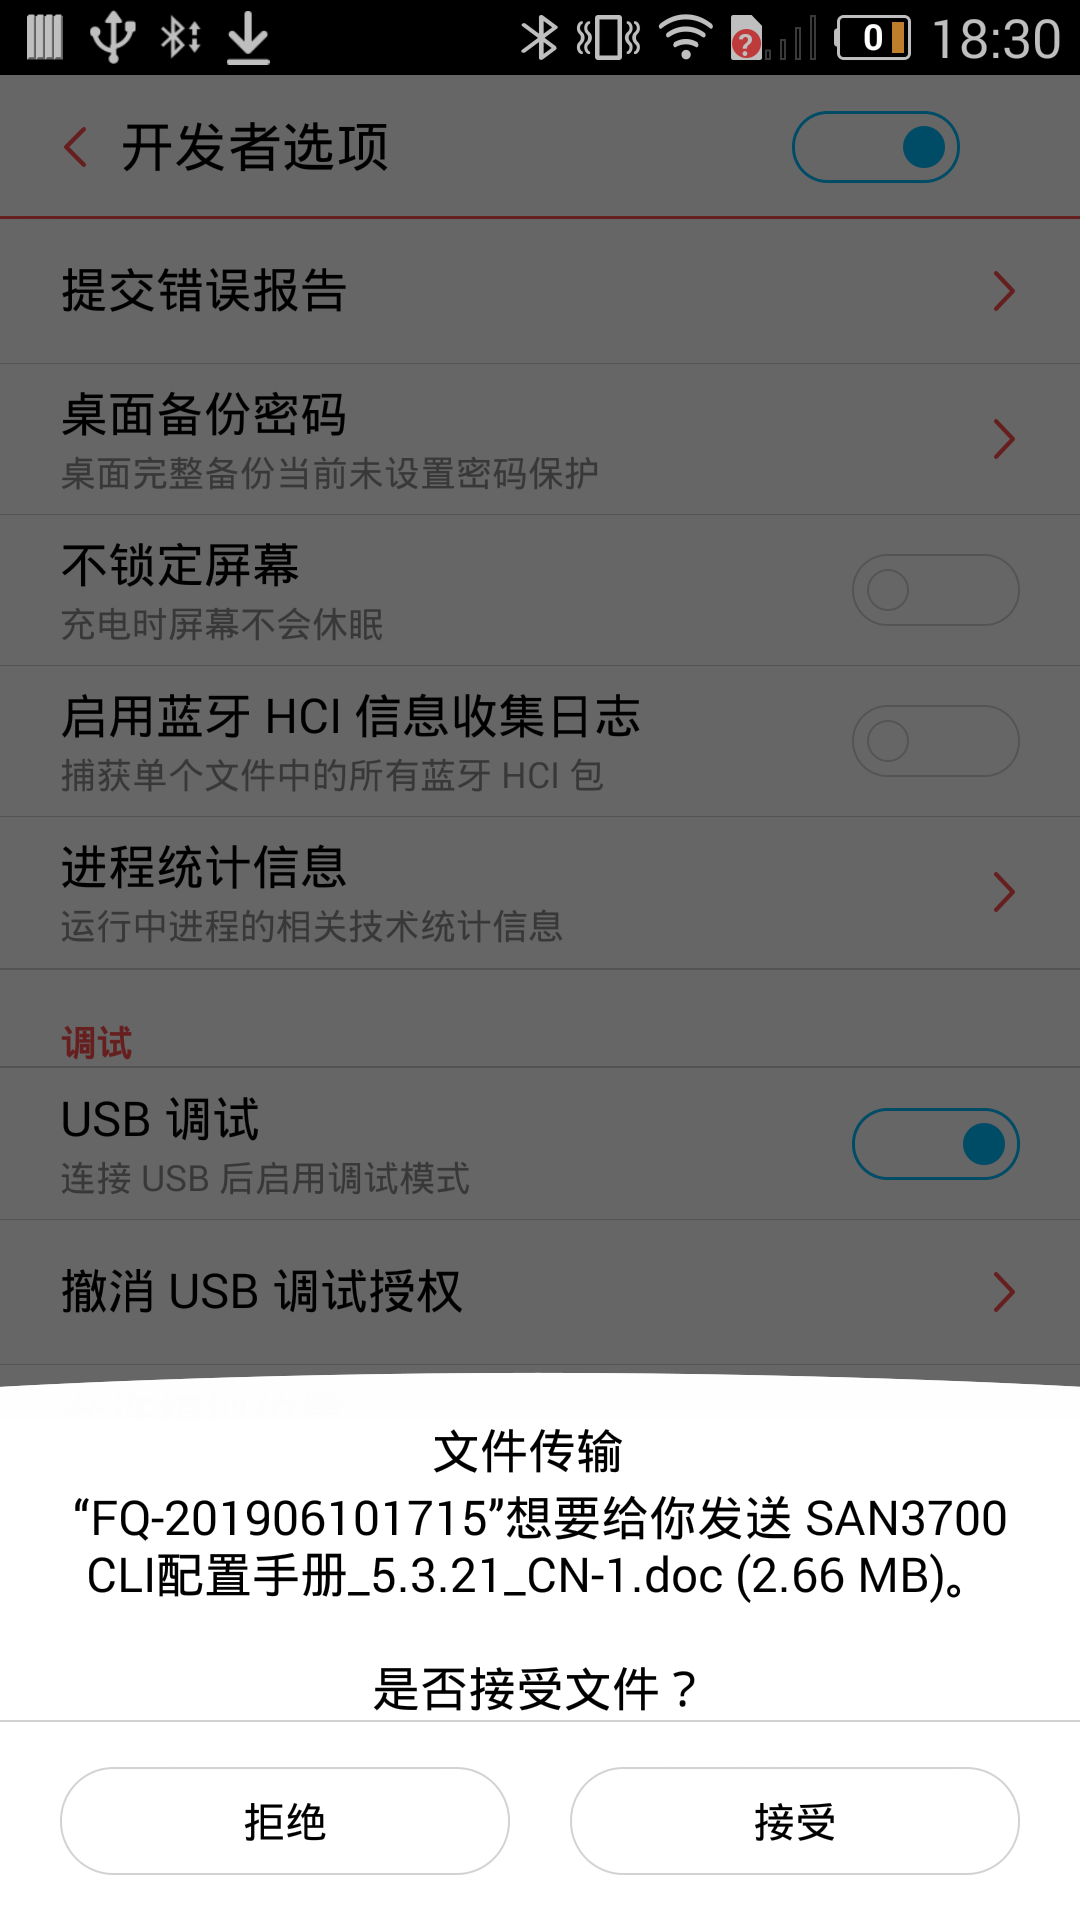 0 18:30
开发者选项
提交错误报告
桌面备份密码
桌面完整备份当前未设置密码保护
不锁定屏幕
充电时屏幕不会休眠
启用蓝牙 HCI 信息收集日志
捕获单个文件中的所有蓝牙 HCI 包
进程统计信息
运行中进程的相关技术统计信息
调试
USB 调试
连接 USB 后启用调试模式
撤消 USB 调试授权
文件传输
“FQ-201906101715”想要给你发送 SAN3700
CLI配置手册_5.3.21_CN-1.doc (2.66 MB)。
是否接受文件？
拒绝
接受